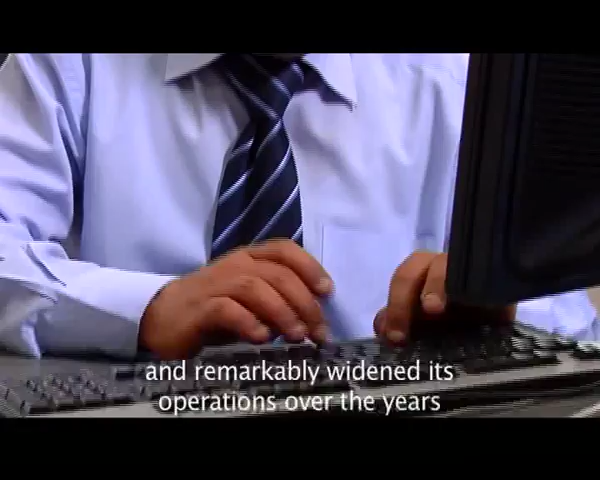 and remarkably widened its
operations over the years